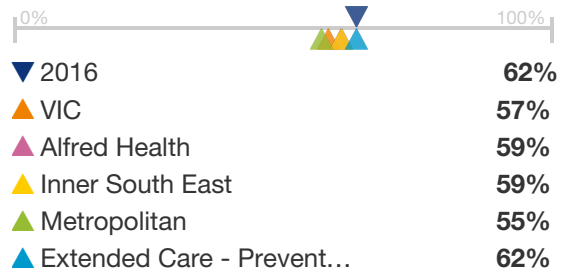 0% 100%
2016 62%
VIC 57%
Alfred Health 59%
Inner South East 59%
Metropolitan 55%
Extended Care - Prevent... 62%